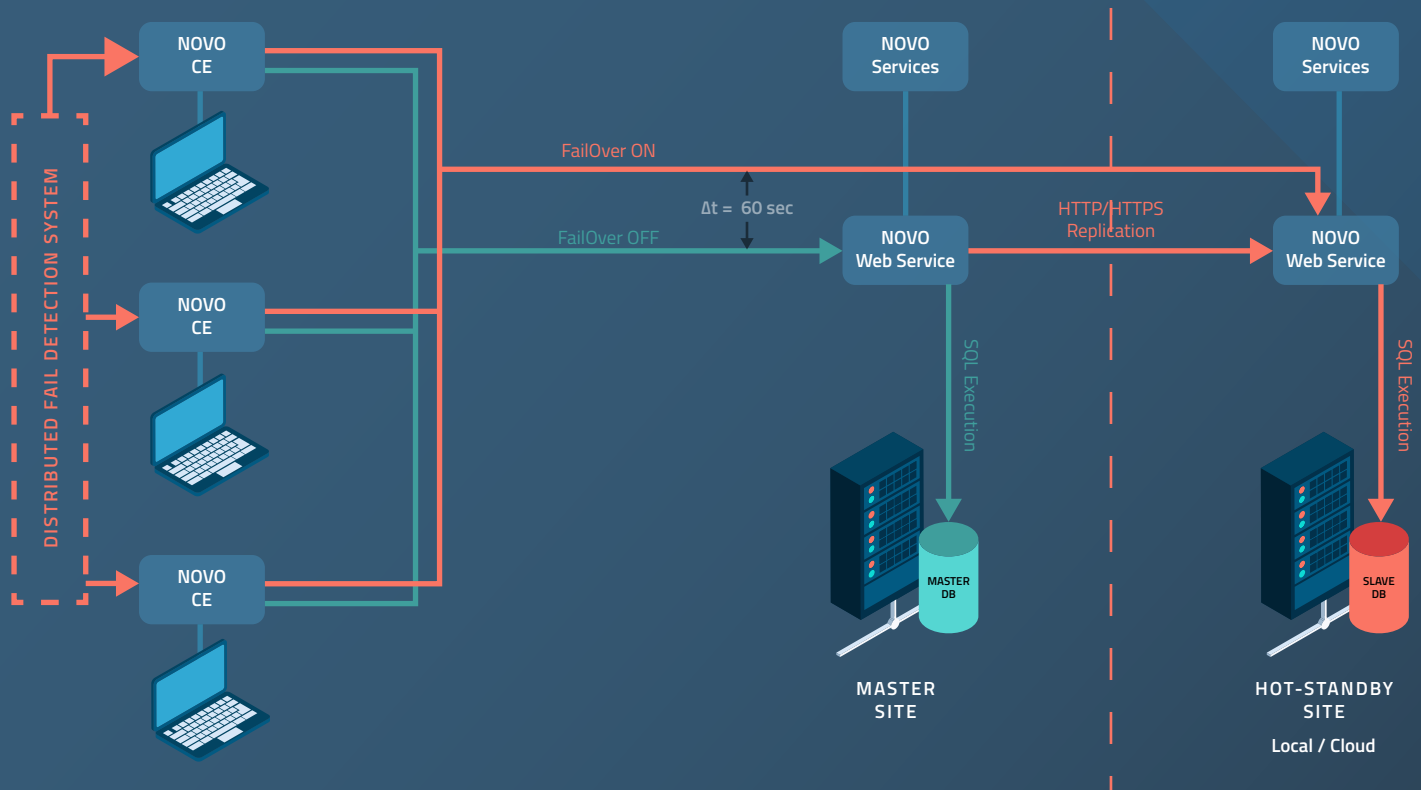 NOVO
CE
NOVO
Services
NOVO
Services
FailOver ON
Δt = 60 sec
HTTP/HTTPS
Replication
FailOver OFF
NOVO
Web Service
NOVO
Web Service
DISTRIBUTED FAIL DETECTION SYSTEM
NOVO
CE
SQL Execution
SQL Execution
NOVO
CE
MASTER
DB
SLAVE
DB
MASTER
SITE
HOT-STANDBY
SITE
Local / Cloud